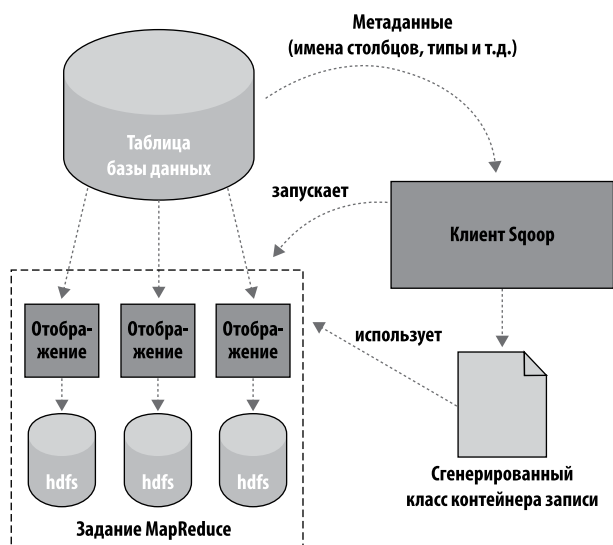 Метаданные
(имена столбцов, типы и т.д.)
Таблица
базы данных
запускает
Клиент Sqoop
Отобра-
жение
Отобра-
жение
Отобра-
жение
использует
hdfs
hdfs
hdfs
Сгенерированный
класс контейнера записи
Задание MapReduce